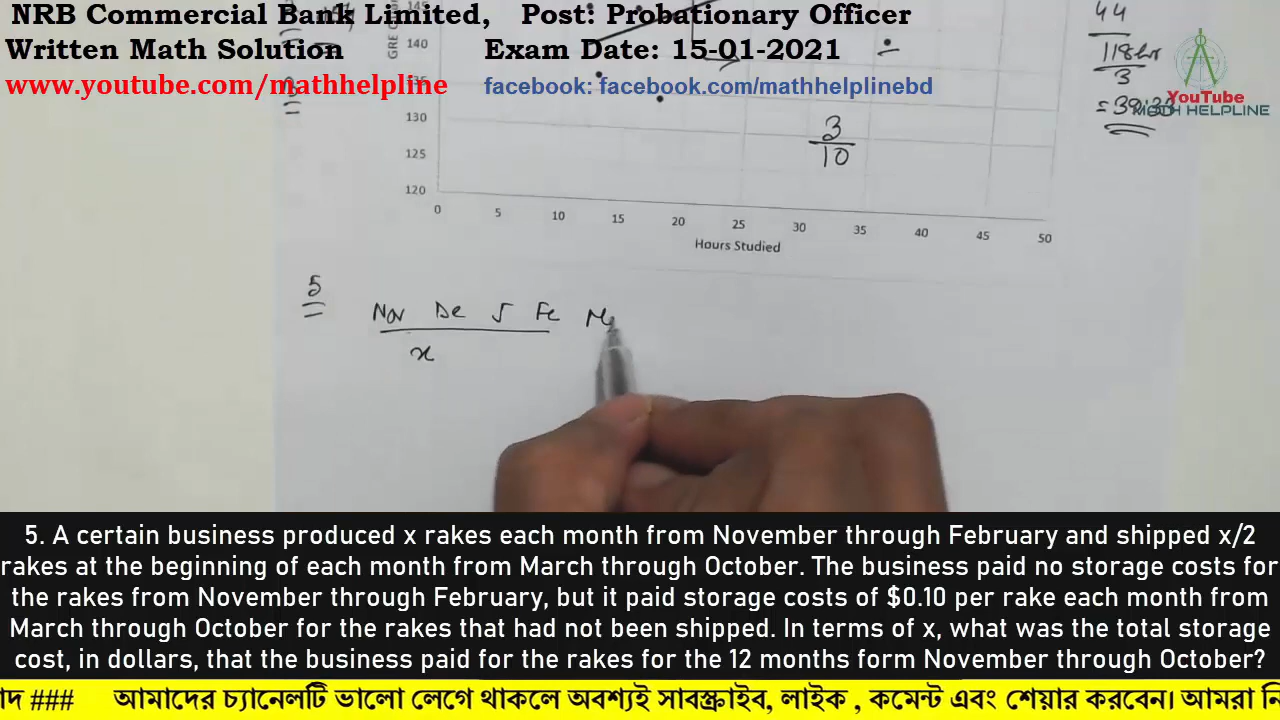 NRB Commercial Bank Limited, Post: Probationary Officer
Written Math Solution Exam Date: 15-01-2021
www.youtube.com/mathhelpline facebook: facebook.com/mathhelplinebd
YouTube
MATH HELPLINE
44
118hr
3
= 39.33
145
GRE
140
135
130
125
120
3
10
0 5 10 15 20 25 30 35 40 45 50
Hours Studied
5
Nov De J Fe M
x
5. A certain business produced x rakes each month from November through February and shipped x/2
rakes at the beginning of each month from March through October. The business paid no storage costs for
the rakes from November through February, but it paid storage costs of $0.10 per rake each month from
March through October for the rakes that had not been shipped. In terms of x, what was the total storage
cost, in dollars, that the business paid for the rakes for the 12 months form November through October?
াদ ### আমাদের চ্যানেলটি ভালো লেগে থাকলে অবশ্যই সাবস্ক্রাইব, লাইক , কমেন্ট এবং শেয়ার করবেন। আমরা নি